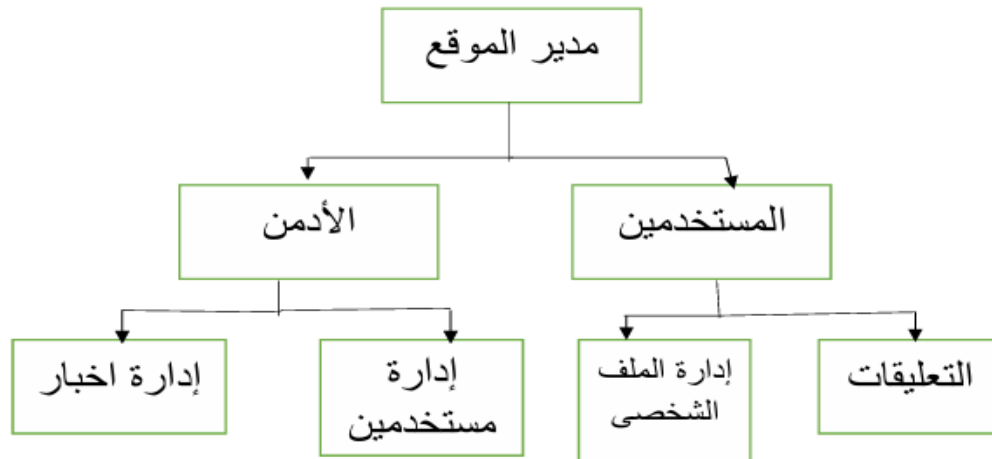 مدير الموقع
المستخدمين
الأدمن
التعليقات
إدارة الملف
الشخصى
إدارة
مستخدمين
إدارة اخبار